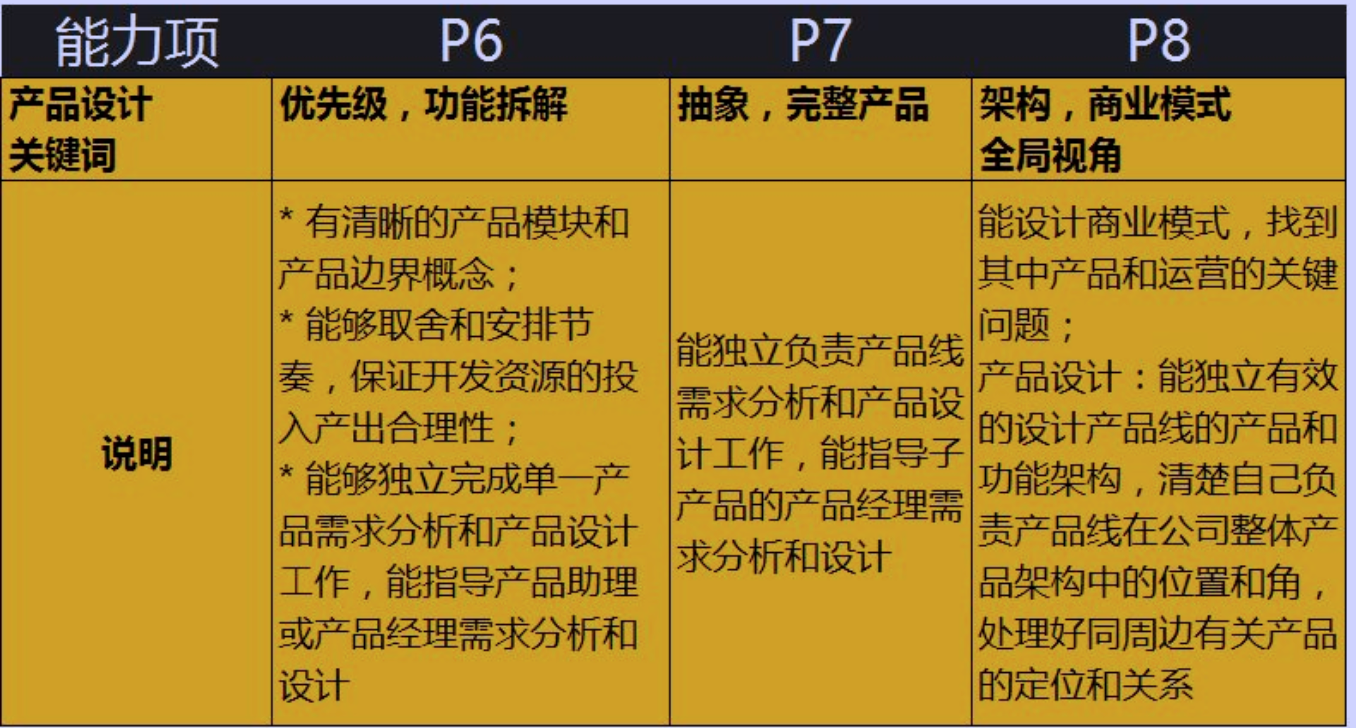 能力项 P6 P7 P8
产品设计
关键词
优先级，功能拆解
抽象，完整产品
架构，商业模式
全局视角
说明
* 有清晰的产品模块和
产品边界概念；
* 能够取舍和安排节
奏，保证开发资源的投
入产出合理性；
* 能够独立完成单一产
品需求分析和产品设计
工作，能指导产品助理
或产品经理需求分析和
设计
能独立负责产品线
需求分析和产品设
计工作，能指导子
产品的产品经理需
求分析和设计
能设计商业模式，找到
其中产品和运营的关键
问题；
产品设计：能独立有效
的设计产品线的产品和
功能架构，清楚自己负
责产品线在公司整体产
品架构中的位置和角，
处理好同周边有关产品
的定位和关系